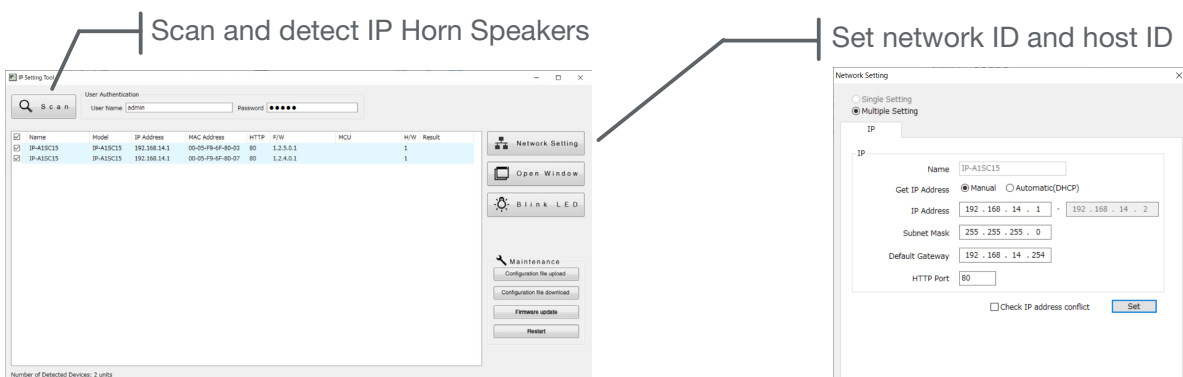 Scan and detect IP Horn Speakers
Set network ID and host ID
IP Setting Tool
User Authentication
Scan
User Name admin Password ●●●●●
Name Model IP Address MAC Address HTTP F/W MCU H/W Result
IP-A1SC15 IP-A1SC15 192.168.14.1 00-05-F9-6F-80-03 80 1.2.5.0.1 1
IP-A1SC15 IP-A1SC15 192.168.14.1 00-05-F9-6F-80-07 80 1.2.4.0.1 1
Network Setting
Open Window
Blink LED
Maintenance
Configuration file upload
Configuration file download
Firmware update
Restart
Number of Detected Devices: 2 units
Network Setting
Single Setting
Multiple Setting
IP
IP
Name IP-A1SC15
Get IP Address Manual Automatic(DHCP)
IP Address 192 . 168 . 14 . 1 - 192 . 168 . 14 . 2
Subnet Mask 255 . 255 . 255 . 0
Default Gateway 192 . 168 . 14 .254
HTTP Port 80
Check IP address conflict Set